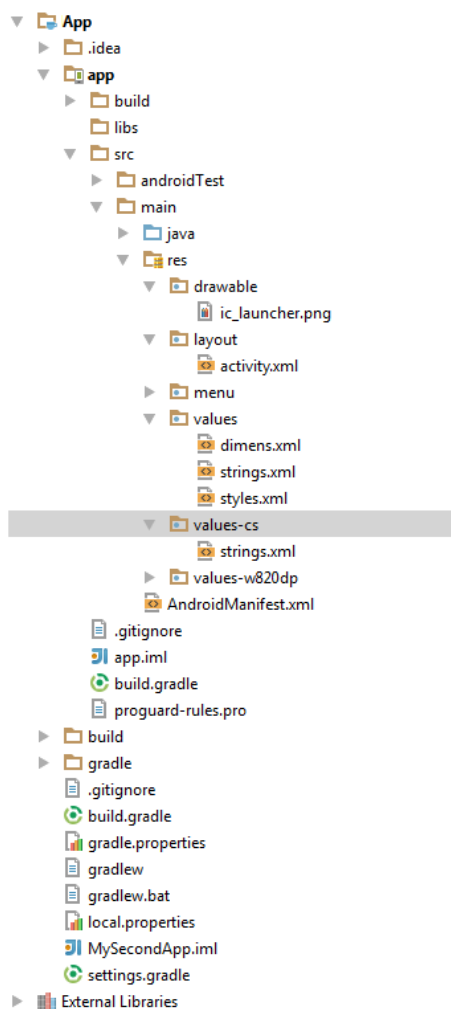 App
.idea
app
build
libs
src
androidTest
main
java
res
drawable
ic_launcher.png
layout
activity.xml
menu
values
dimens.xml
strings.xml
styles.xml
values-cs
strings.xml
values-w820dp
AndroidManifest.xml
.gitignore
app.iml
build.gradle
proguard-rules.pro
build
gradle
.gitignore
build.gradle
gradle.properties
gradlew
gradlew.bat
local.properties
MySecondApp.iml
settings.gradle
External Libraries